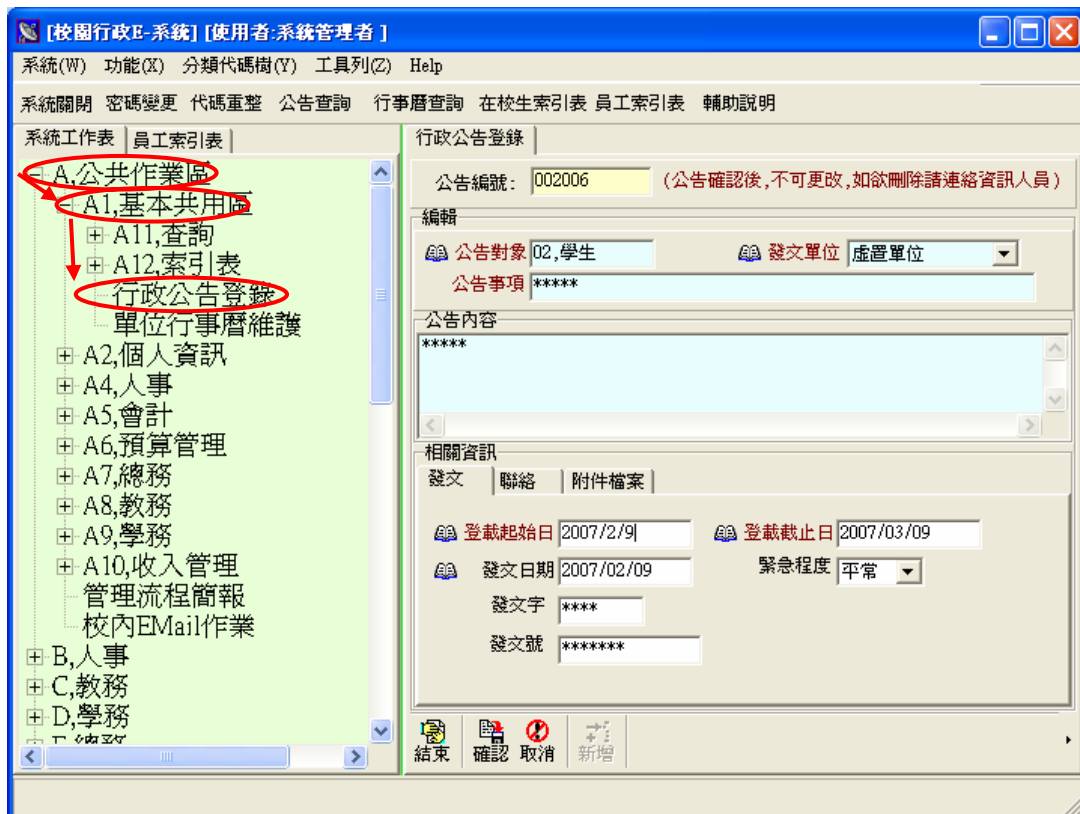 [校園行政E-系統] [使用者:系統管理者 ]
系統(W) 功能(X) 分類代碼樹(Y) 工具列(Z) Help
系統關閉 密碼變更 代碼重整 公告查詢 行事曆查詢 在校生索引表 員工索引表 輔助說明
系統工作表 員工索引表
A,公共作業區
A1,基本共用區
A11,查詢
A12,索引表
行政公告登錄
單位行事曆維護
A2,個人資訊
A4,人事
A5,會計
A6,預算管理
A7,總務
A8,教務
A9,學務
A10,收入管理
管理流程簡報
校內EMail作業
B,人事
C,教務
D,學務
行政公告登錄
公告編號: 002006 (公告確認後,不可更改,如欲刪除請連絡資訊人員)
編輯
公告對象 02,學生 發文單位 虛置單位
公告事項 *****
公告內容
*****
相關資訊
發文 聯絡 附件檔案
登載起始日 2007/2/9 登載截止日 2007/03/09
發文日期 2007/02/09 緊急程度 平常
發文字 ****
發文號 *******
結束 確認 取消 新增